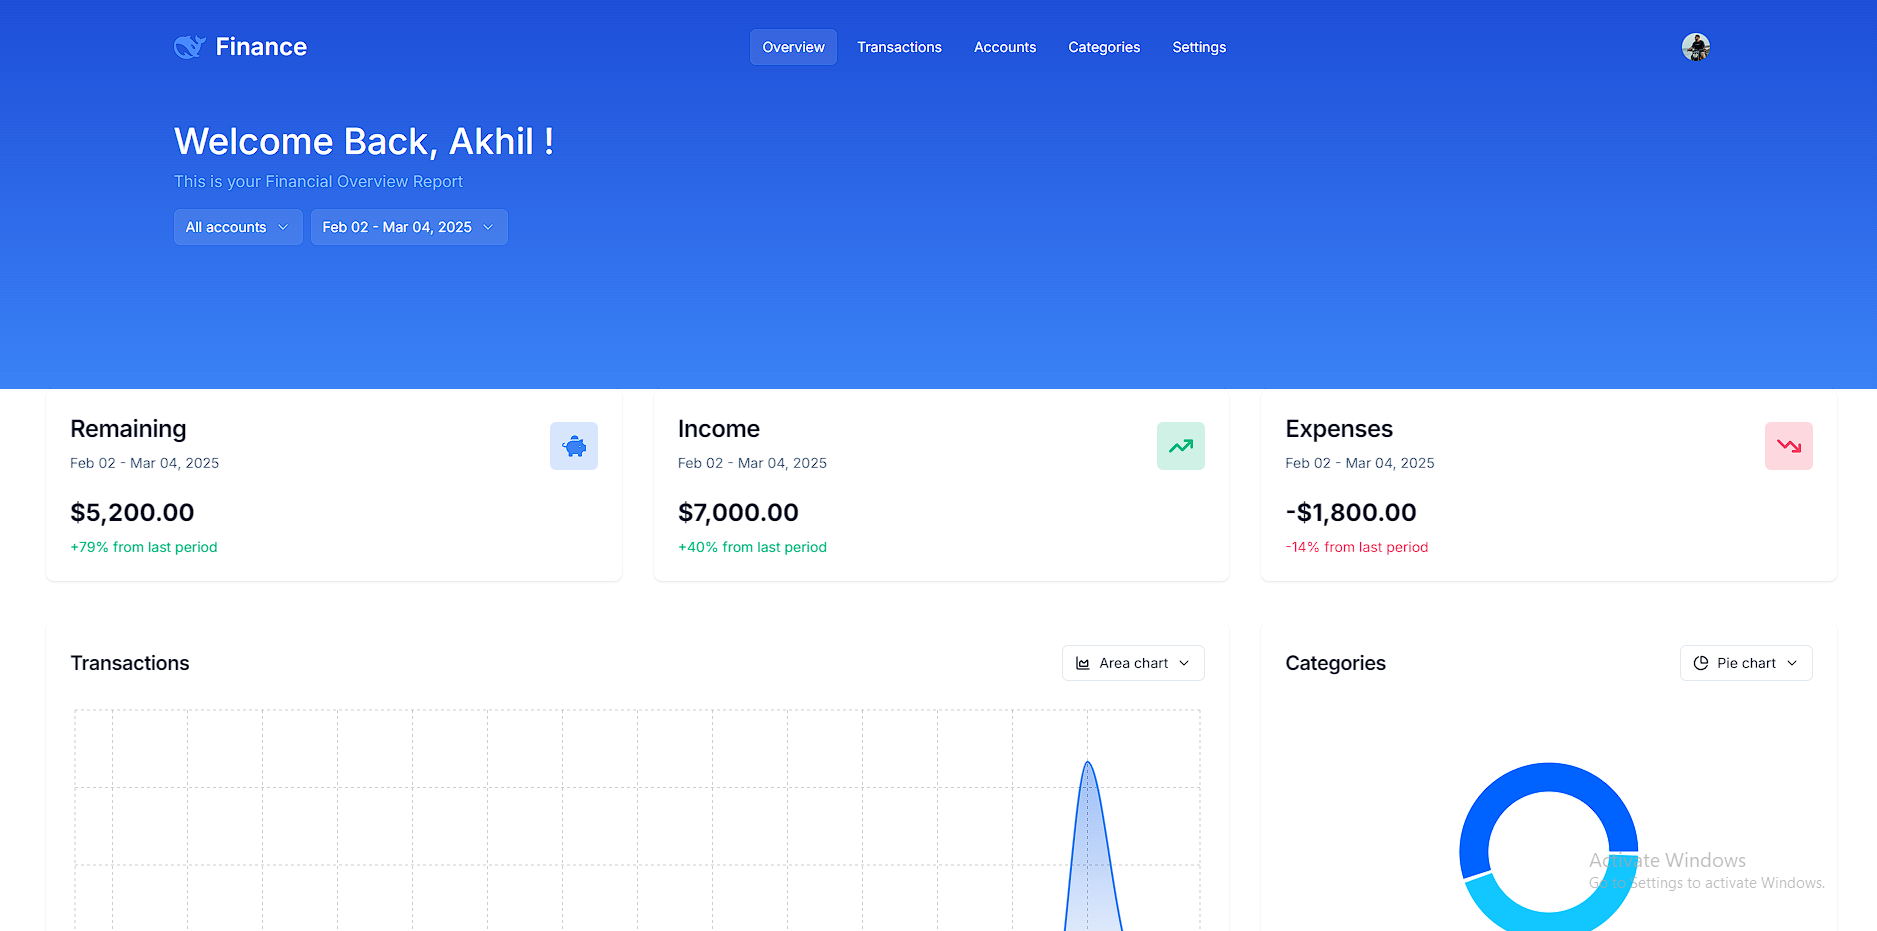 Finance
Overview
Transactions
Accounts
Categories
Settings
Welcome Back, Akhil !
This is your Financial Overview Report
All accounts
Feb 02 - Mar 04, 2025
Remaining
Feb 02 - Mar 04, 2025
$5,200.00
+79% from last period
Income
Feb 02 - Mar 04, 2025
$7,000.00
+40% from last period
Expenses
Feb 02 - Mar 04, 2025
-$1,800.00
-14% from last period
Transactions
Area chart
Categories
Pie chart
Activate Windows
Go to Settings to activate Windows.